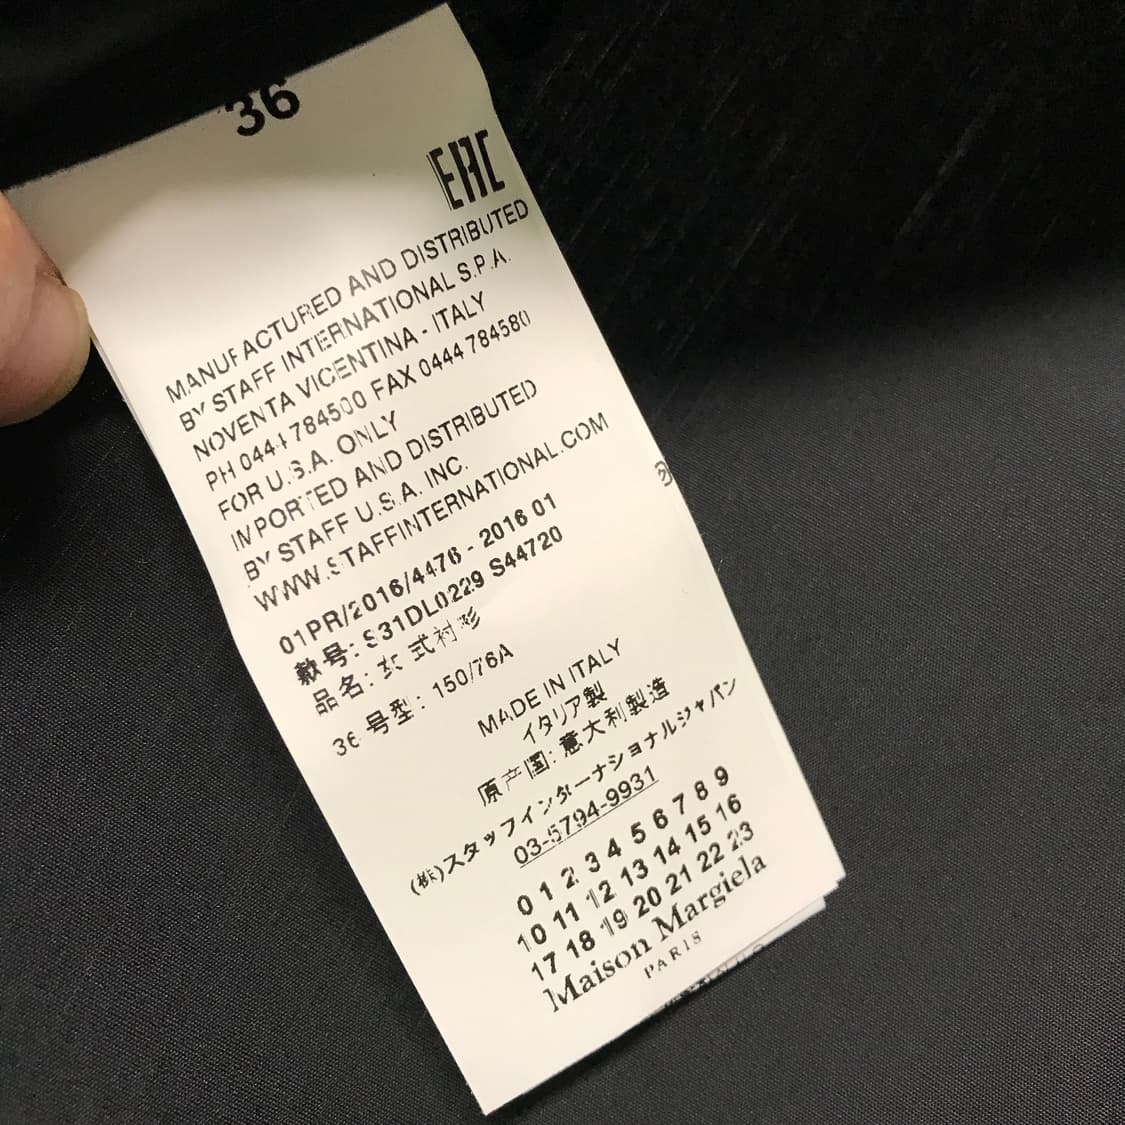 36
EAC
MANUFACTURED AND DISTRIBUTED
BY STAFF INTERNATIONAL S.P.A.
NOVENTA VICENTINA - ITALY
PH 0444 784500 FAX 0444 784580
FOR U.S.A. ONLY
IMPORTED AND DISTRIBUTED
BY STAFF U.S.A. INC.
WWW.STAFFINTERNATIONAL.COM
01PR/2016/4476 - 2016 01
款号: S31DL0229 S44720
品名: 女 式衬衫
36 号型: 150/76A
MADE IN ITALY
イタリア製
原产国: 意大利製造
(株)スタッフインターナショナルジャパン
03-5794-9931
0 1 2 3 4 5 6 7 8 9
10 11 12 13 14 15 16
17 18 19 20 21 22 23
Maison Margiela
PARIS